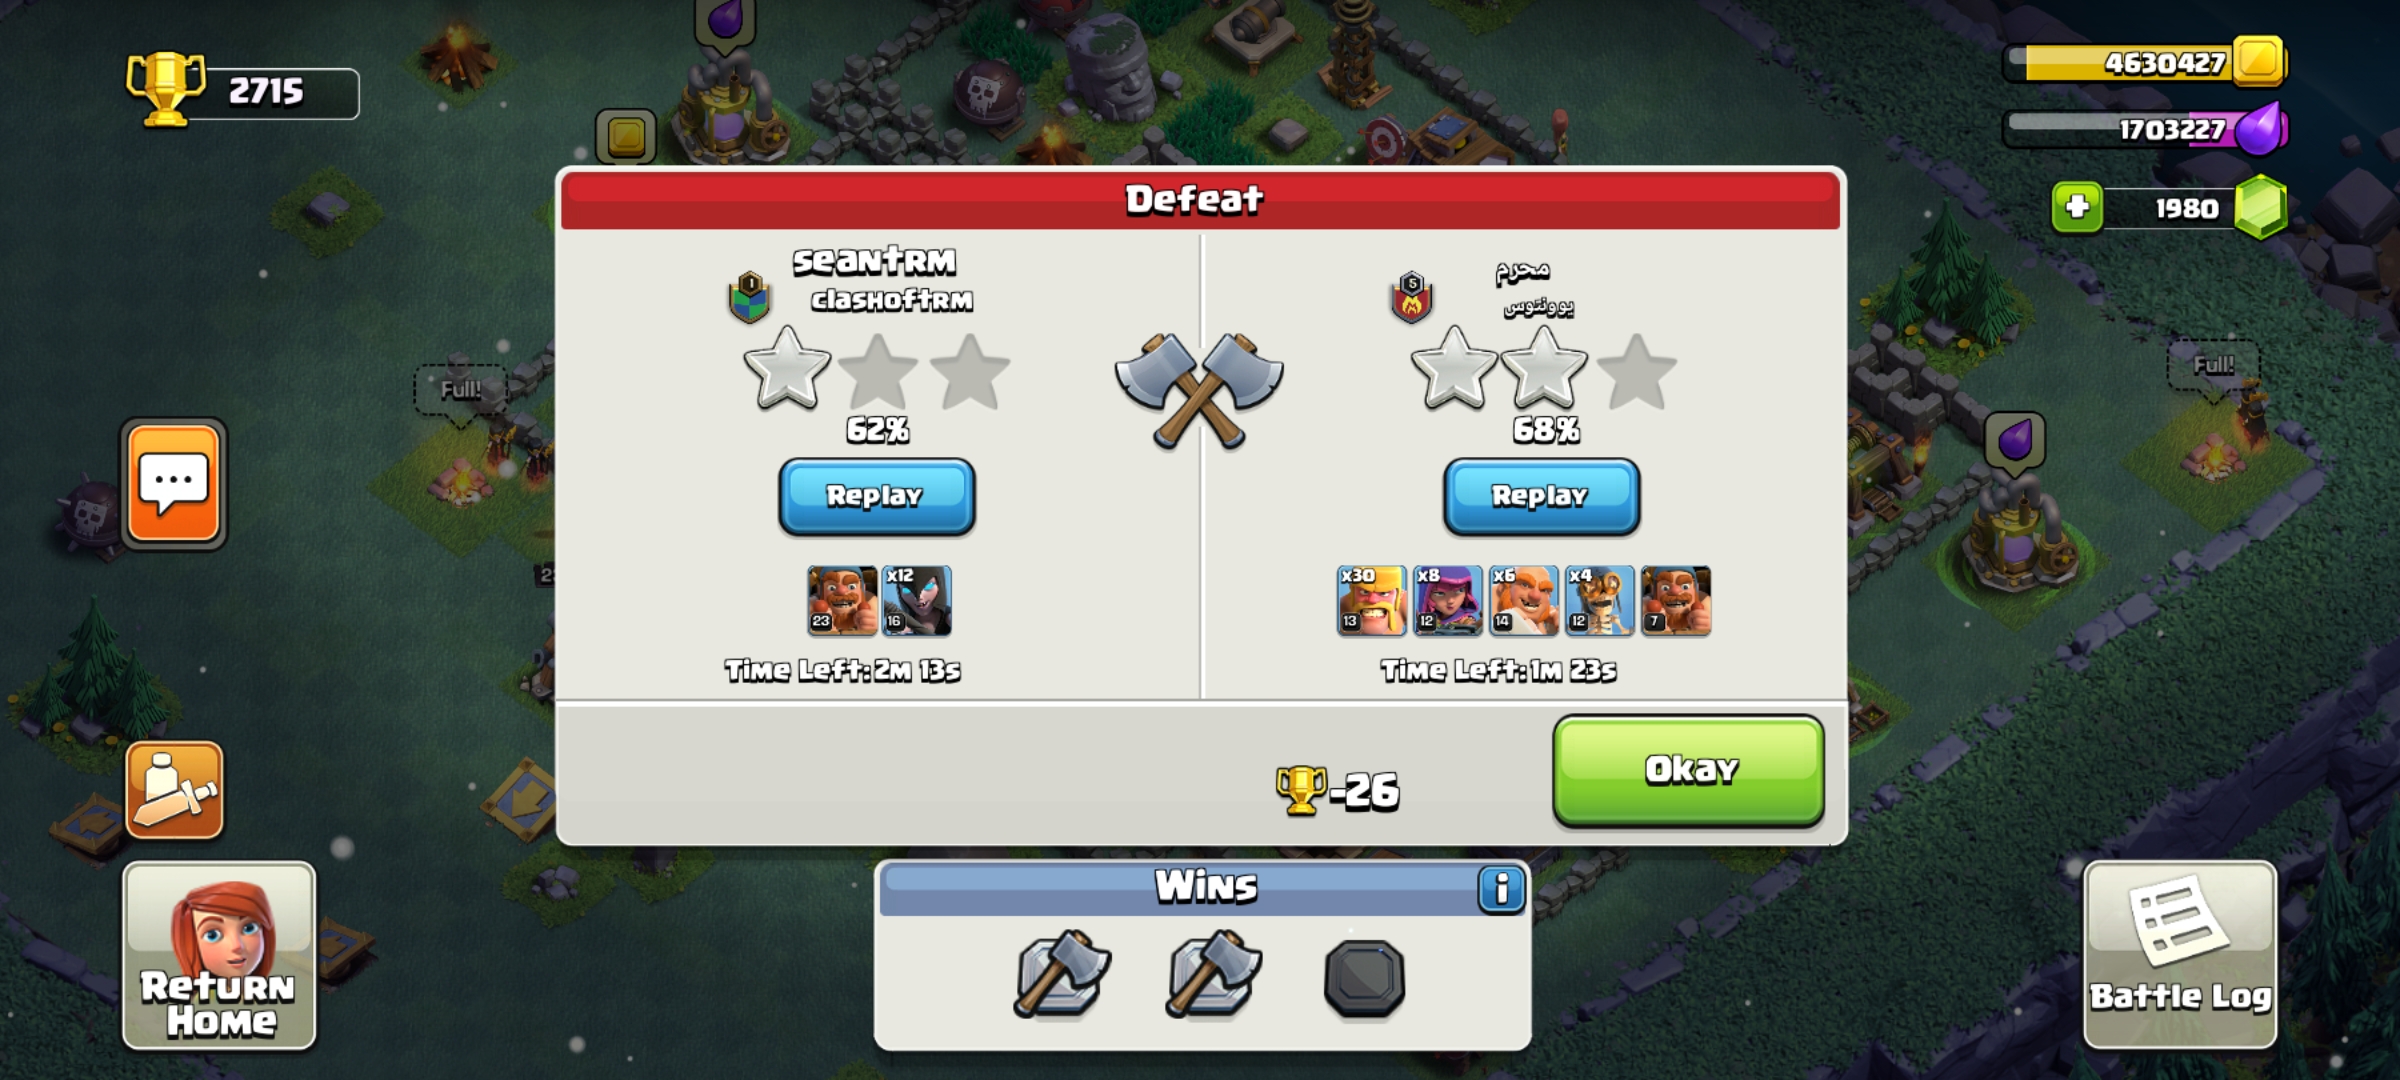 2715
4630427
1703227
1980
Defeat
1
seantrm
clashoftrm
5
محرم
يوونتوس
Full!
Full!
62%
68%
Replay
Replay
x12
23
16
x30
x8
x6
x4
13
12
14
12
7
Time Left:2m 13s
Time Left:1m 23s
-26
Okay
Wins
i
Return
Home
Battle Log